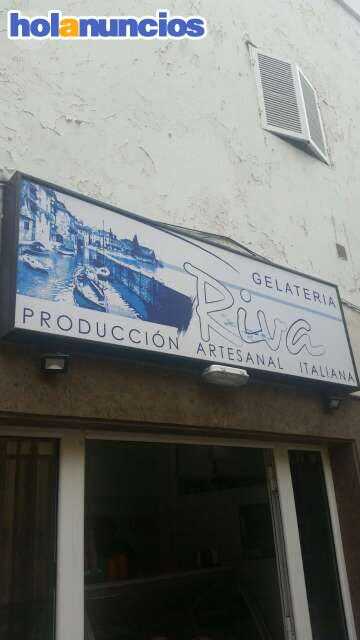 holanuncios
GELATERIA
Riva
PRODUCCIÓN ARTESANAL ITALIANA